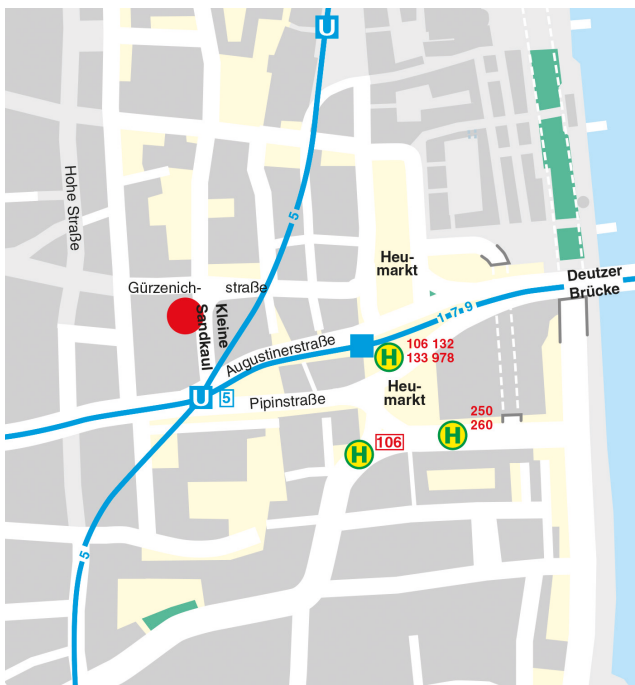 U
Hohe Straße
5
Heu-
markt
Gürzenich-
straße
Deutzer
Brücke
Kleine
Sandkaul
1·7·9
Augustinerstraße
H
106 132
133 978
U
5
Pipinstraße
Heu-
markt
250
260
H
106
H
5